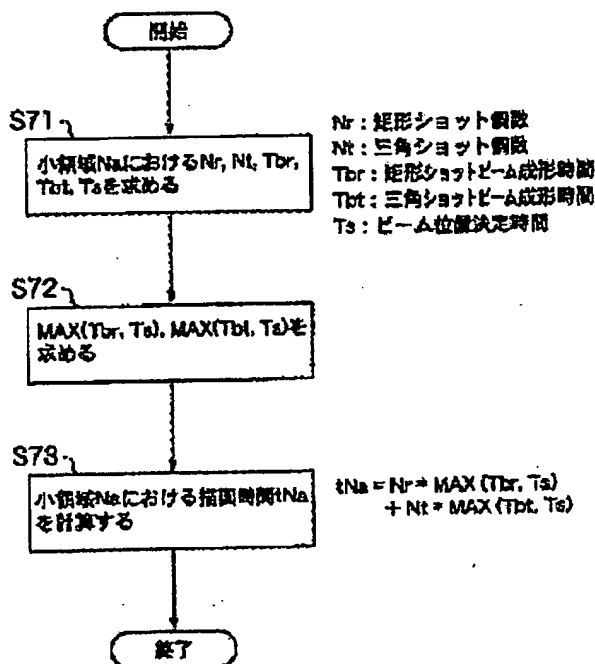 開始
S71
小領域NaにおけるNr, Nt, Tbr,
Tbt, Tsを求める
Nr : 矩形ショット個数
Nt : 三角ショット個数
Tbr : 矩形ショットビーム成形時間
Tbt : 三角ショットビーム成形時間
Ts : ビーム位置決定時間
S72
MAX(Tbr, Ts), MAX(Tbt, Ts)を
求める
S73
小領域Naにおける描画時間tNa
を計算する
tNa = Nr * MAX (Tbr, Ts)
+ Nt * MAX (Tbt, Ts)
終了